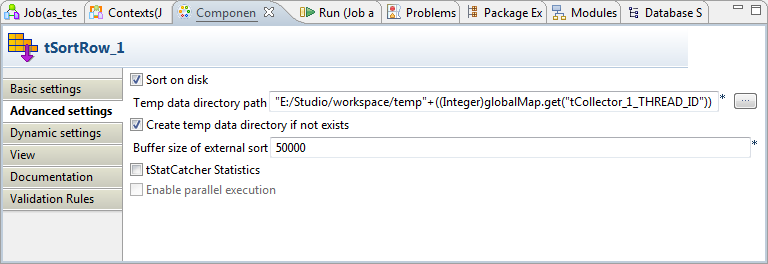 Job(as_tes Contexts(J Componen Run (Job a Problems Package Ex Modules Database S
tSortRow_1
Basic settings
Advanced settings
Dynamic settings
View
Documentation
Validation Rules
Sort on disk
Temp data directory path "E:/Studio/workspace/temp"+((Integer)globalMap.get("tCollector_1_THREAD_ID")) * ...
Create temp data directory if not exists
Buffer size of external sort 50000 *
tStatCatcher Statistics
Enable parallel execution